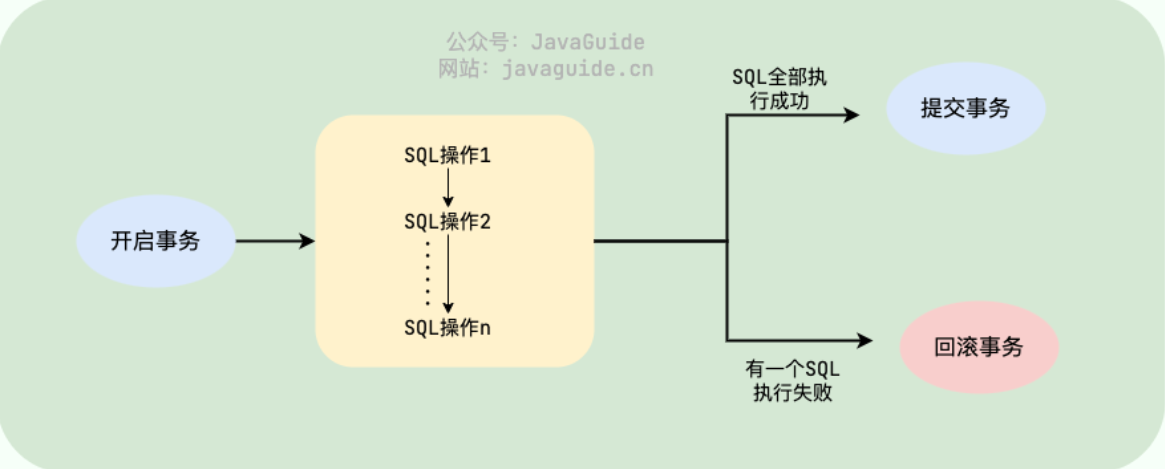 公众号：JavaGuide
网站：javaguide.cn
开启事务
SQL操作1
SQL操作2
SQL操作n
SQL全部执
行成功
提交事务
有一个SQL
执行失败
回滚事务